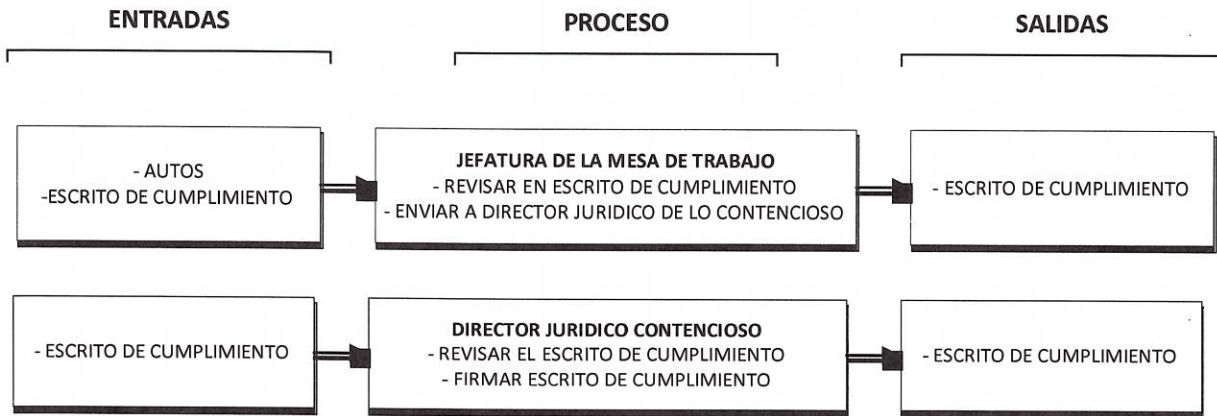 ENTRADAS
PROCESO
SALIDAS
- AUTOS
-ESCRITO DE CUMPLIMIENTO
JEFATURA DE LA MESA DE TRABAJO
- REVISAR EN ESCRITO DE CUMPLIMIENTO
- ENVIAR A DIRECTOR JURIDICO DE LO CONTENCIOSO
- ESCRITO DE CUMPLIMIENTO
- ESCRITO DE CUMPLIMIENTO
DIRECTOR JURIDICO CONTENCIOSO
- REVISAR EL ESCRITO DE CUMPLIMIENTO
- FIRMAR ESCRITO DE CUMPLIMIENTO
- ESCRITO DE CUMPLIMIENTO